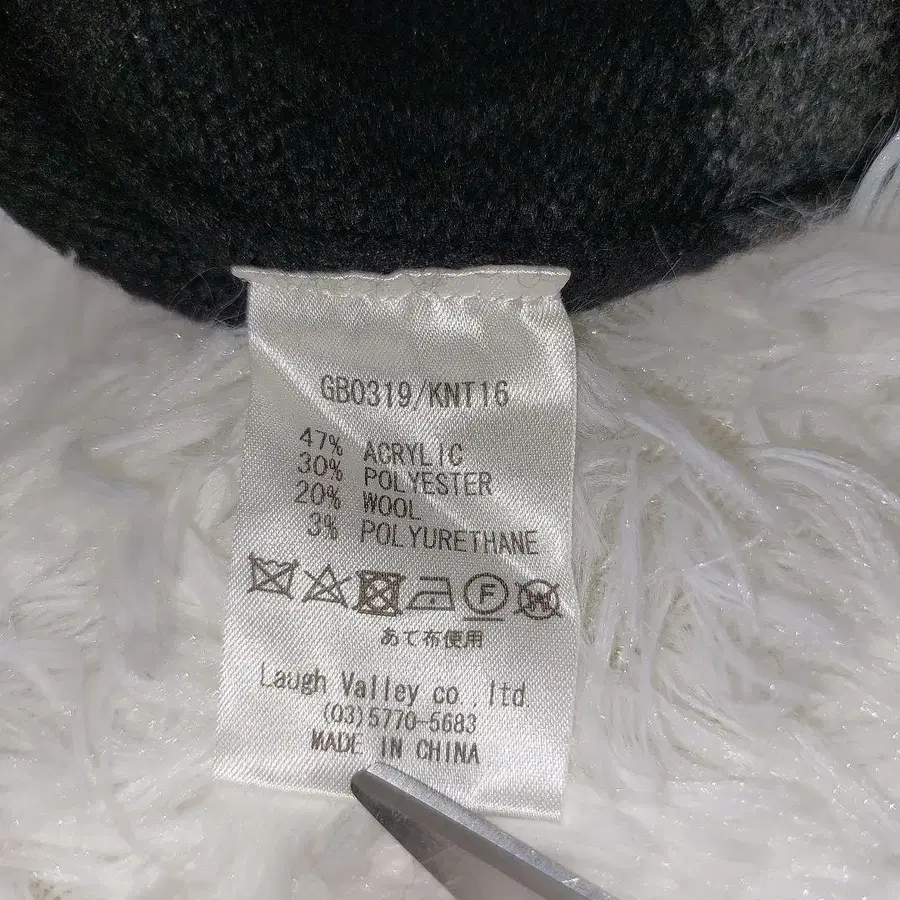 GB0319/KNT16
47% ACRYLIC
30% POLYESTER
20% WOOL
3% POLYURETHANE
F W
あて布使用
Laugh Valley co., ltd
(03)5770-5683
MADE IN CHINA